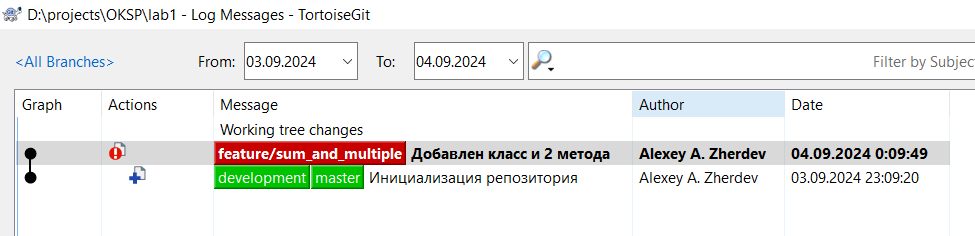 D:\projects\OKSP\lab1 - Log Messages - TortoiseGit
<All Branches> From: 03.09.2024 To: 04.09.2024 Filter by Subjec
Graph Actions Message Author Date
Working tree changes
feature/sum_and_multiple Добавлен класс и 2 метода Alexey A. Zherdev 04.09.2024 0:09:49
development master Инициализация репозитория Alexey A. Zherdev 03.09.2024 23:09:20